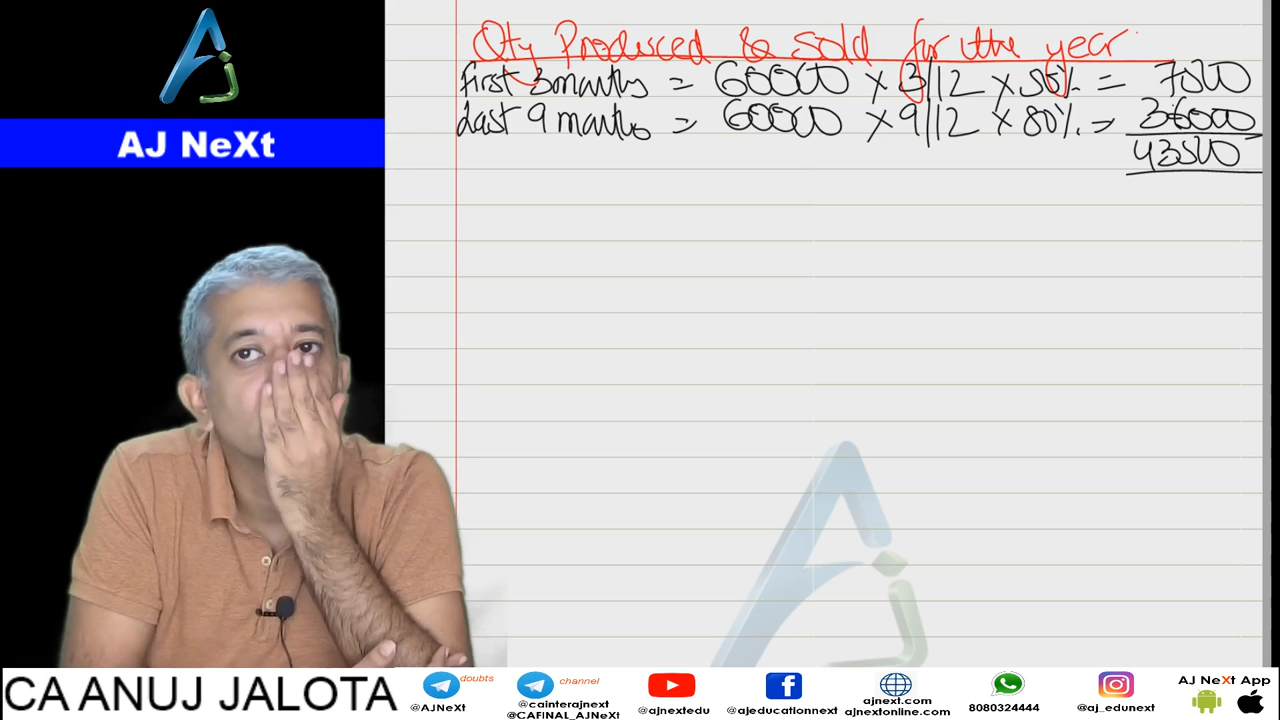 AJ NeXt
Qty Produced & sold for the year
First 3 months = 60000 x 3/12 x 50% = 7500
Last 9 months = 60000 x 9/12 x 80% = 36000
43500
CA ANUJ JALOTA
doubts
@AJNeXt
channel
@cainterajnext
@CAFINAL_AJNeXt
@ajnextedu
@ajeducationnext
ajnext.com
ajnextonline.com
8080324444
@aj_edunext
AJ NeXt App